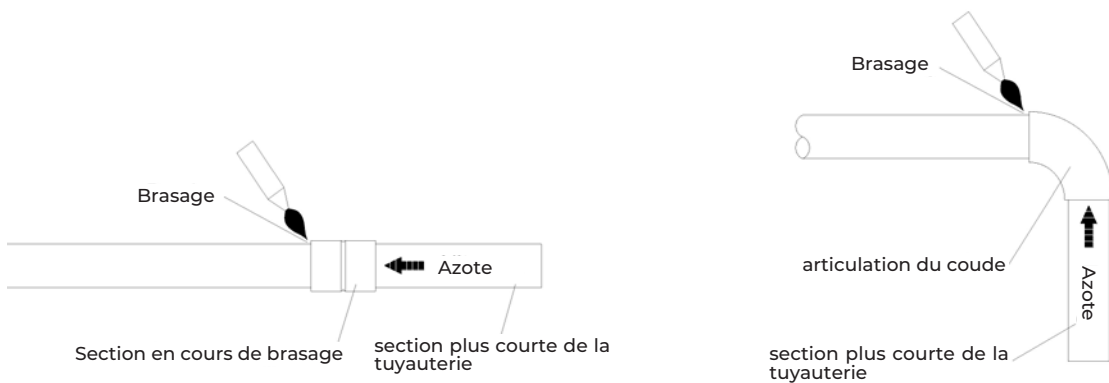 Brasage
Azote
Section en cours de brasage
section plus courte de la
tuyauterie
Brasage
articulation du coude
Azote
section plus courte de la
tuyauterie